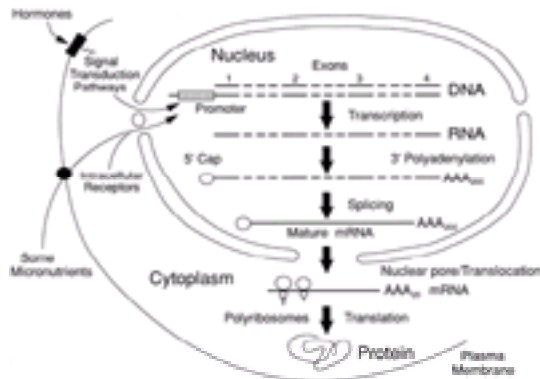 Hormones
Signal
Transduction
Pathways
Nucleus
Exons
1 2 3 4
DNA
Promoter
Transcription
RNA
5' Cap
3' Polyadenylation
Intracellular
Receptors
AAA
Splicing
AAA
Mature mRNA
Some
Micronutrients
Cytoplasm
Nuclear pore/Translocation
AAA mRNA
Polyribosomes
Translation
Protein
Plasma
Membrane